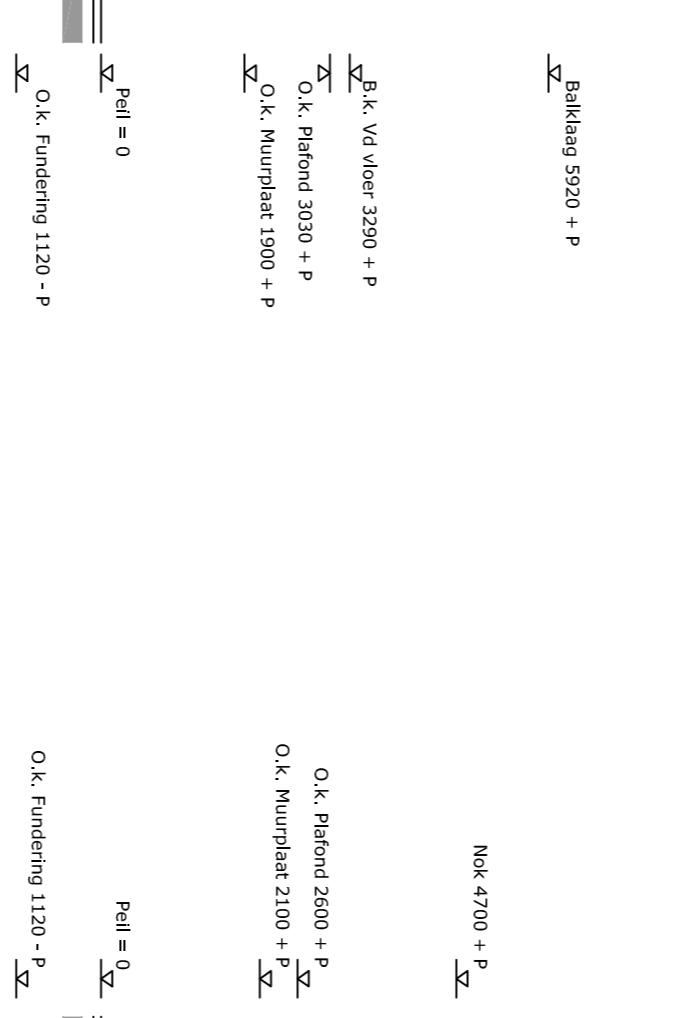 Balklaag 5920 + P
B.k. Vd vloer 3290 + P
O.k. Plafond 3030 + P
O.k. Muurplaat 1900 + P
Peil = 0
O.k. Fundering 1120 - P
Nok 4700 + P
O.k. Plafond 2600 + P
O.k. Muurplaat 2100 + P
Peil = 0
O.k. Fundering 1120 - P